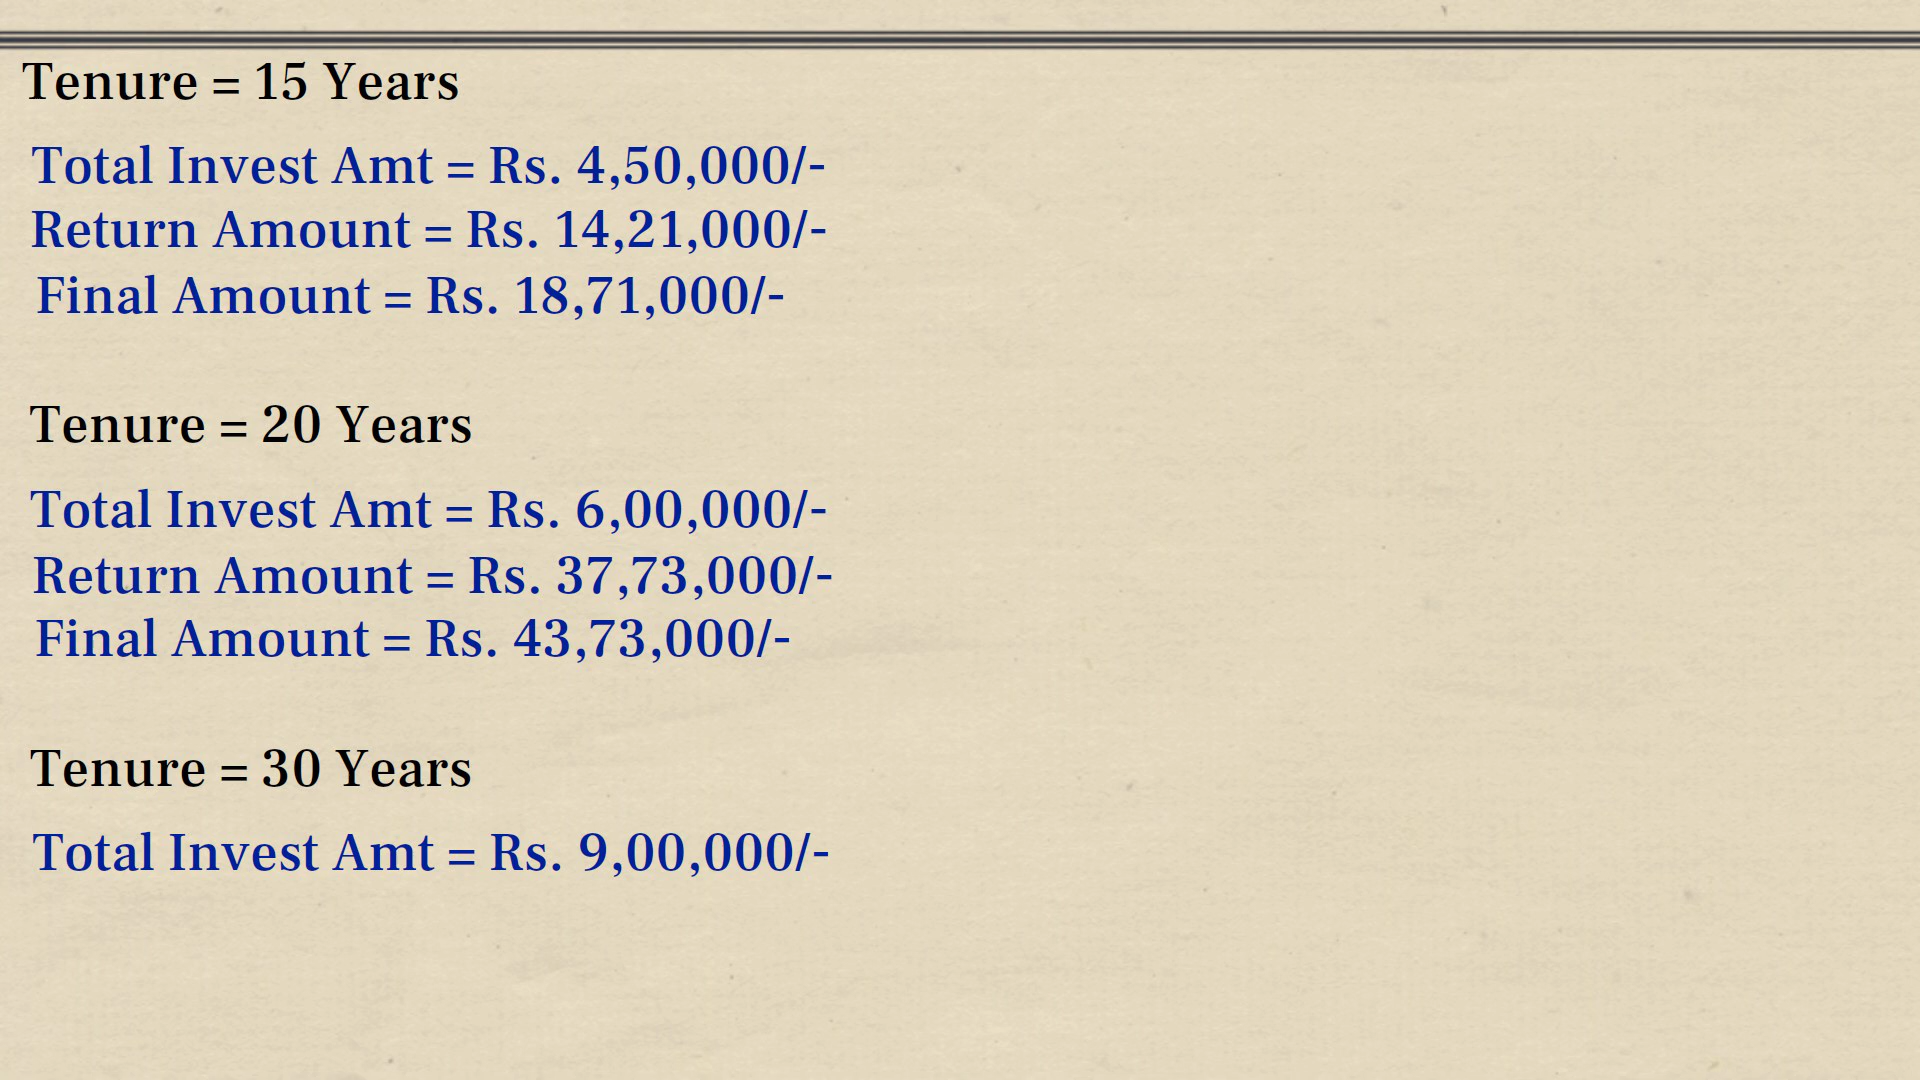 Tenure = 15 Years
Total Invest Amt = Rs. 4,50,000/-
Return Amount = Rs. 14,21,000/-
Final Amount = Rs. 18,71,000/-
Tenure = 20 Years
Total Invest Amt = Rs. 6,00,000/-
Return Amount = Rs. 37,73,000/-
Final Amount = Rs. 43,73,000/-
Tenure = 30 Years
Total Invest Amt = Rs. 9,00,000/-